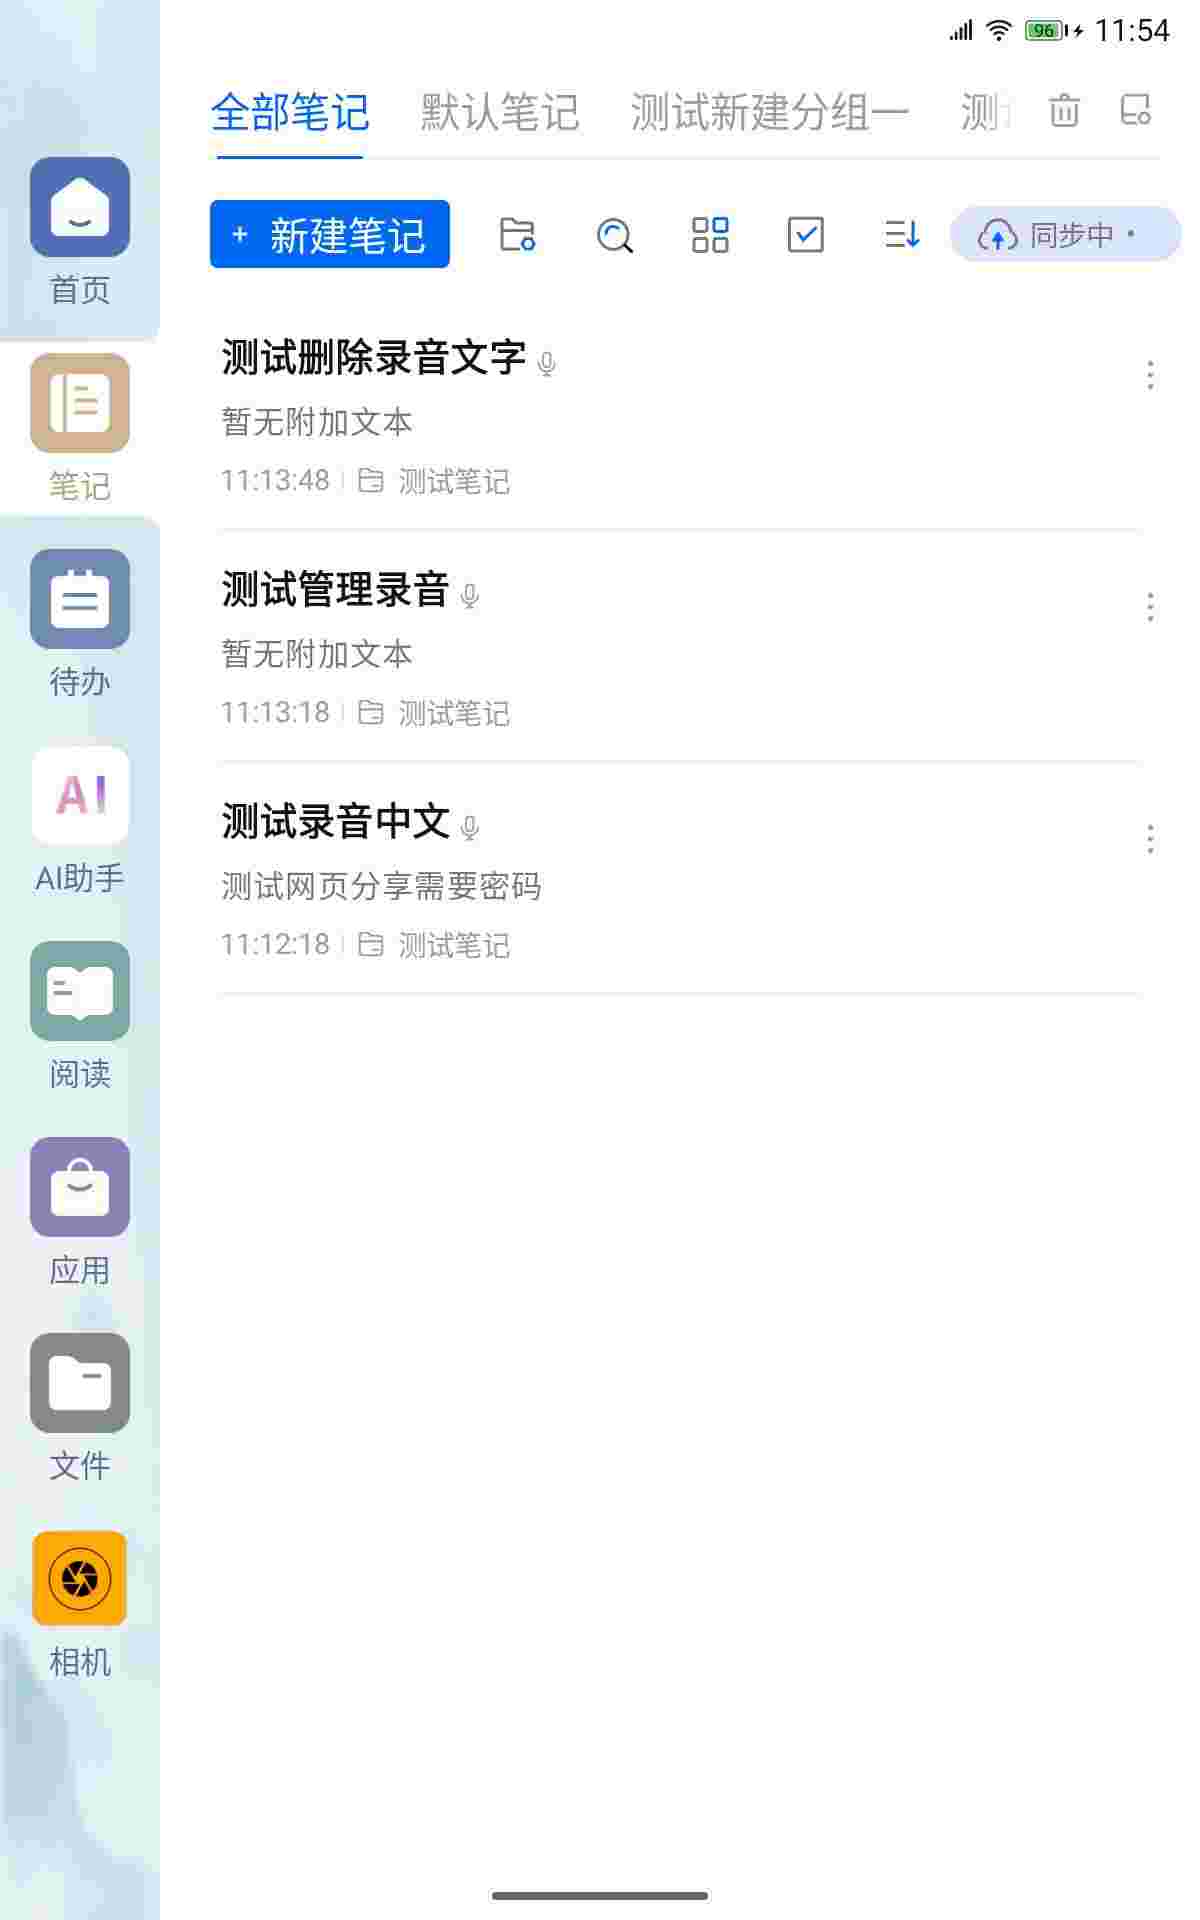 96 11:54
全部笔记 默认笔记 测试新建分组一 测
+ 新建笔记 同步中
测试删除录音文字
暂无附加文本
11:13:48 测试笔记
测试管理录音
暂无附加文本
11:13:18 测试笔记
测试录音中文
测试网页分享需要密码
11:12:18 测试笔记
首页
笔记
待办
AI
AI助手
阅读
应用
文件
相机